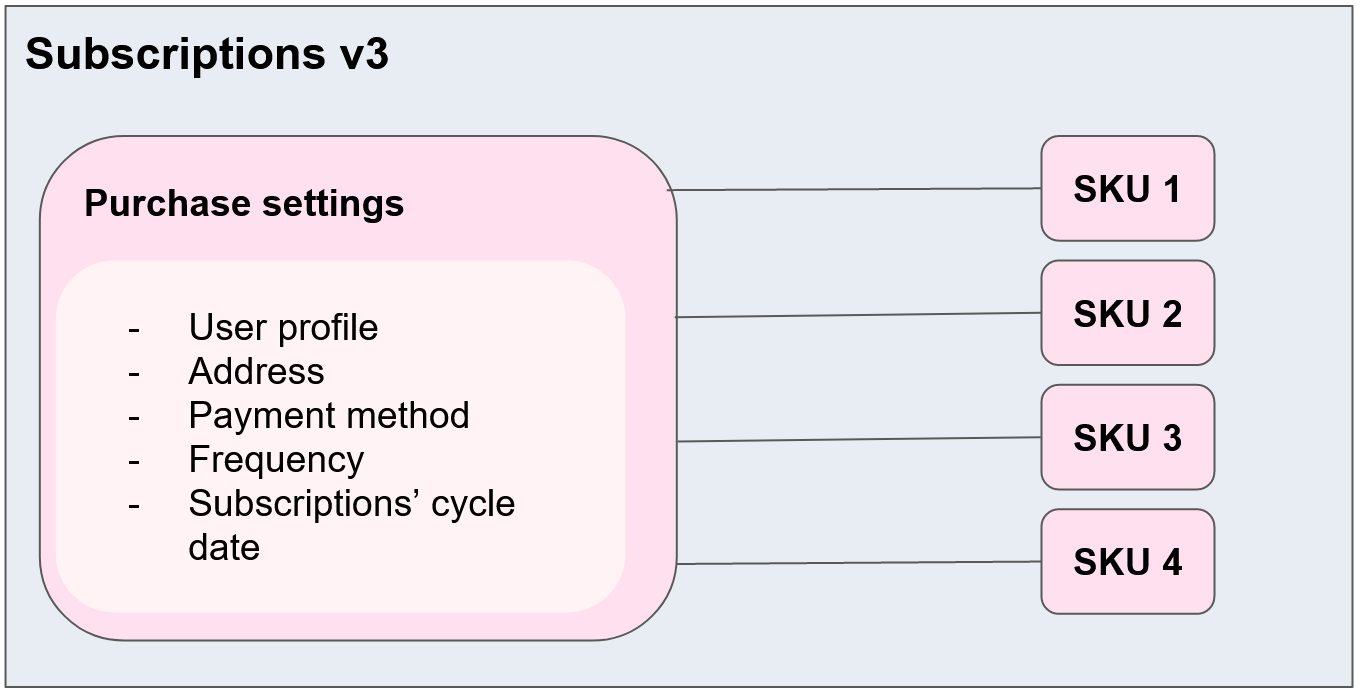 Subscriptions v3
Purchase settings
- User profile
- Address
- Payment method
- Frequency
- Subscriptions’ cycle
date
SKU 1
SKU 2
SKU 3
SKU 4